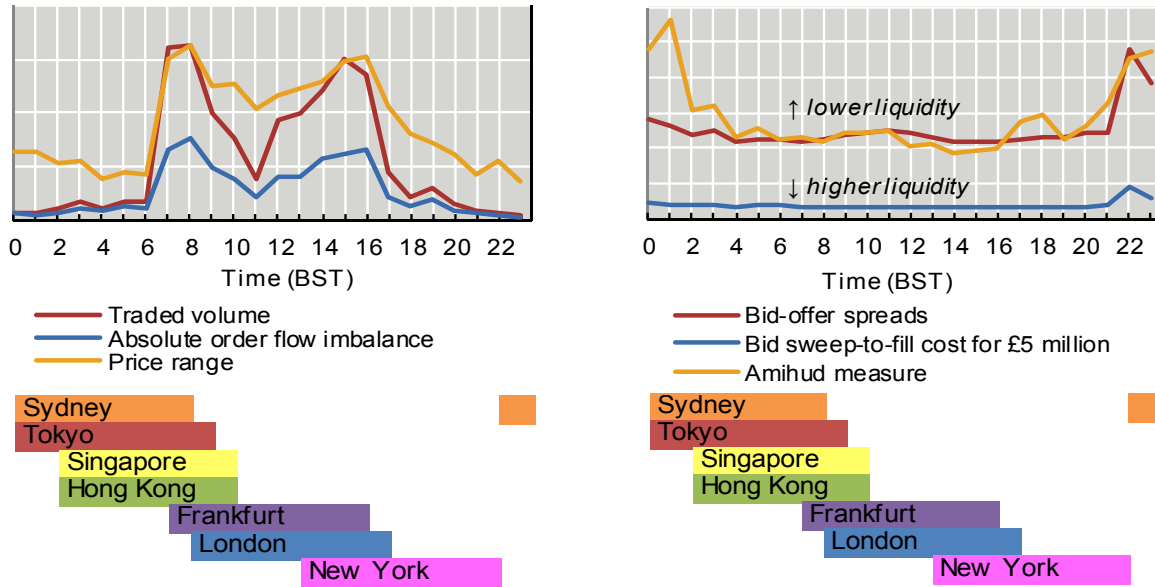 0 2 4 6 8 10 12 14 16 18 20 22
Time (BST)
Traded volume
Absolute order flow imbalance
Price range
Sydney
Tokyo
Singapore
Hong Kong
Frankfurt
London
New York
↑ lower liquidity
↓ higher liquidity
0 2 4 6 8 10 12 14 16 18 20 22
Time (BST)
Bid-offer spreads
Bid sweep-to-fill cost for £5 million
Amihud measure
Sydney
Tokyo
Singapore
Hong Kong
Frankfurt
London
New York